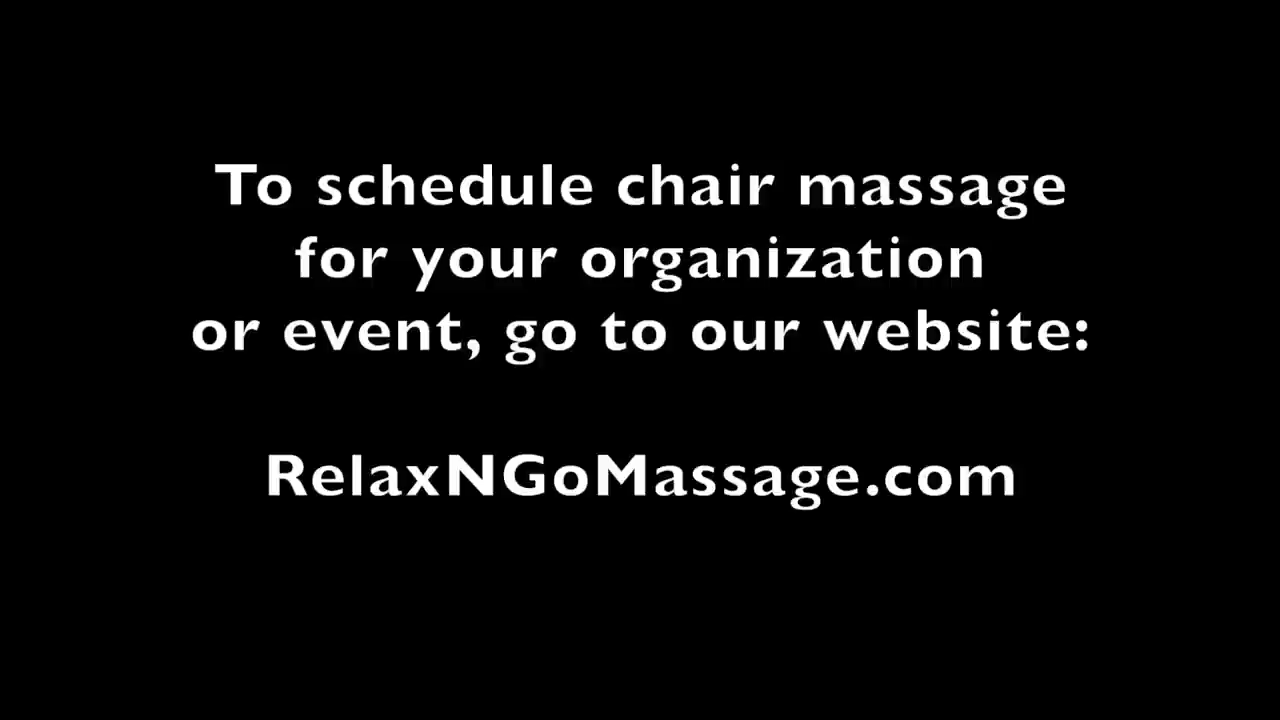 To schedule chair massage
for your organization
or event, go to our website:
RelaxNGoMassage.com